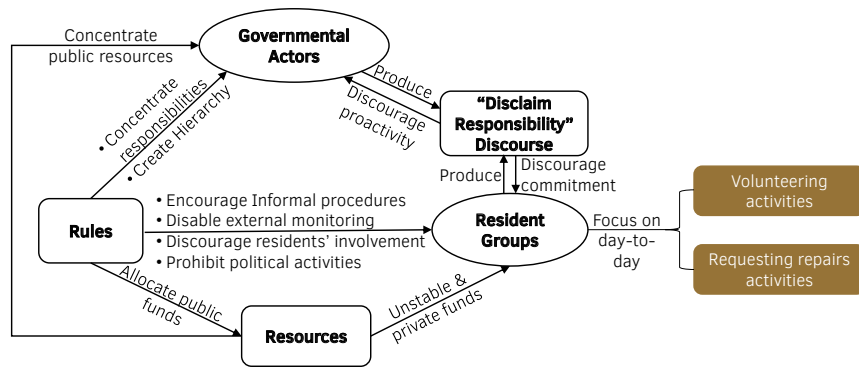 Concentrate
public resources
Governmental
Actors
• Concentrate
responsibilities
• Create Hierarchy
Produce
Discourage
proactivity
“Disclaim
Responsibility”
Discourse
Produce
Discourage
commitment
Rules
• Encourage Informal procedures
• Disable external monitoring
• Discourage residents’ involvement
• Prohibit political activities
Resident
Groups
Focus on
day-to-
day
Volunteering
activities
Requesting repairs
activities
Allocate public
funds
Resources
Unstable &
private funds